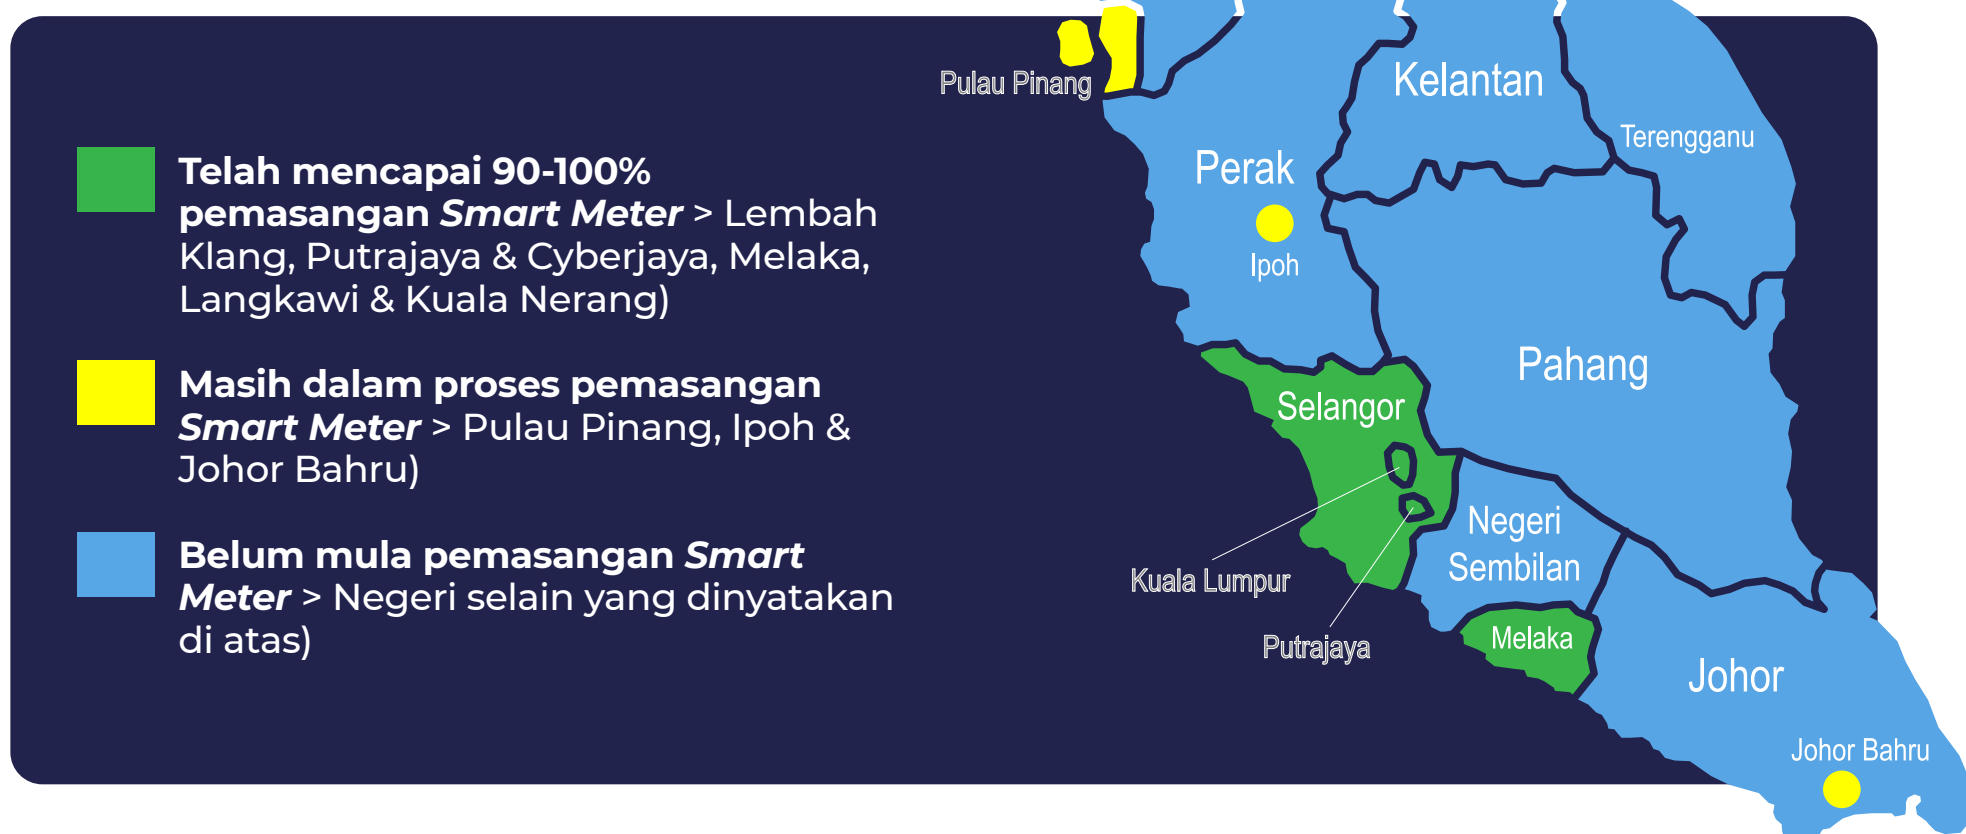 Telah mencapai 90-100%
pemasangan Smart Meter > Lembah
Klang, Putrajaya & Cyberjaya, Melaka,
Langkawi & Kuala Nerang)
Masih dalam proses pemasangan
Smart Meter > Pulau Pinang, Ipoh &
Johor Bahru)
Belum mula pemasangan Smart
Meter > Negeri selain yang dinyatakan
di atas)
Pulau Pinang
Kelantan
Terengganu
Perak
Ipoh
Pahang
Selangor
Negeri
Sembilan
Kuala Lumpur
Putrajaya
Melaka
Johor
Johor Bahru